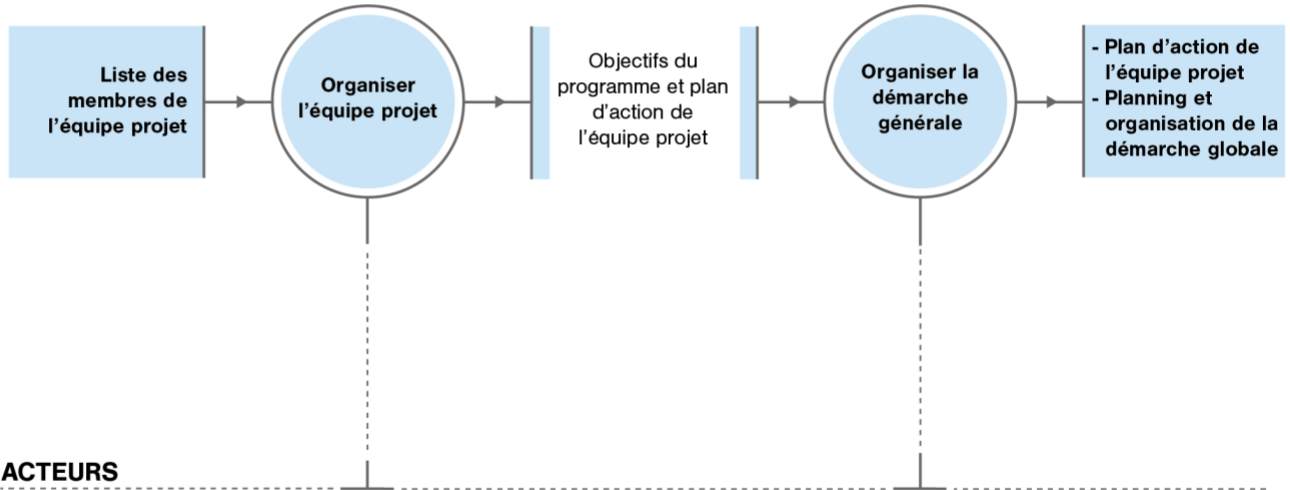 Liste des
membres de
l'équipe projet
Organiser
l'équipe projet
Objectifs du
programme et plan
d'action de
l'équipe projet
Organiser la
démarche
générale
- Plan d'action de
l'équipe projet
- Planning et
organisation de la
démarche globale
ACTEURS